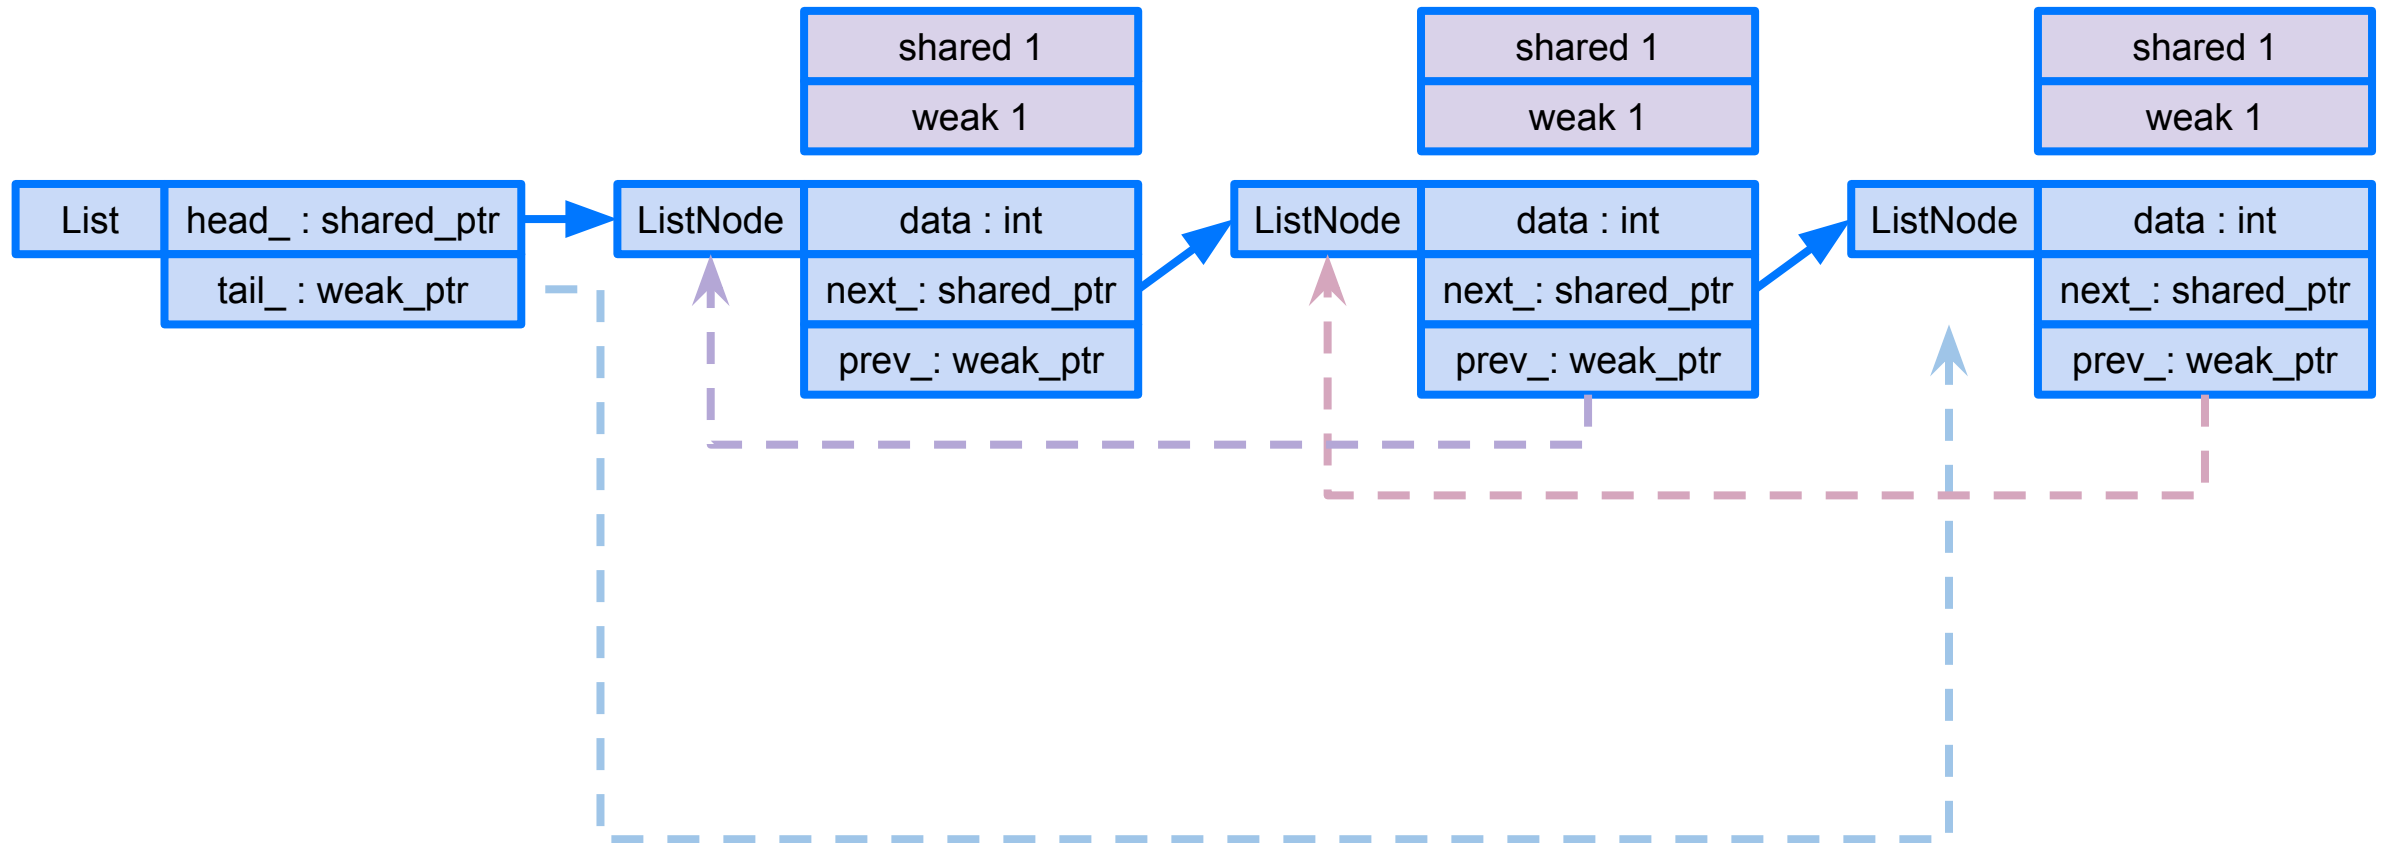 shared 1
weak 1
shared 1
weak 1
shared 1
weak 1
List
head_ : shared_ptr
tail_ : weak_ptr
ListNode
data : int
next_: shared_ptr
prev_: weak_ptr
ListNode
data : int
next_: shared_ptr
prev_: weak_ptr
ListNode
data : int
next_: shared_ptr
prev_: weak_ptr